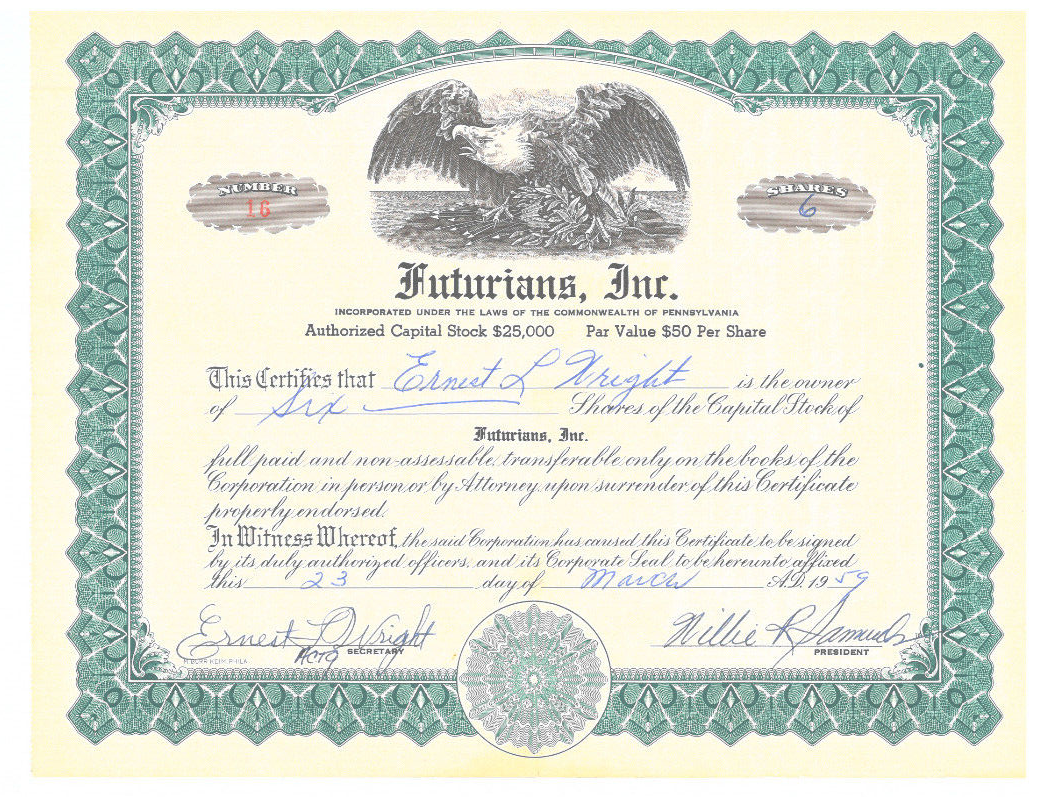 NUMBER
16
SHARES
6
Futurians, Inc.
INCORPORATED UNDER THE LAWS OF THE COMMONWEALTH OF PENNSYLVANIA
Authorized Capital Stock $25,000 Par Value $50 Per Share
This Certifies that Ernest L Wright is the owner
of Six Shares of the Capital Stock of
Futurians, Inc.
full paid and non-assessable, transferable only on the books of the
Corporation in person or by Attorney upon surrender of this Certificate
properly endorsed.
In Witness Whereof, the said Corporation has caused this Certificate to be signed
by its duly authorized officers, and its Corporate Seal to be hereunto affixed
this 23 day of March A.D. 1959
Ernest L Wright
SECRETARY
Willie R Samuels
PRESIDENT